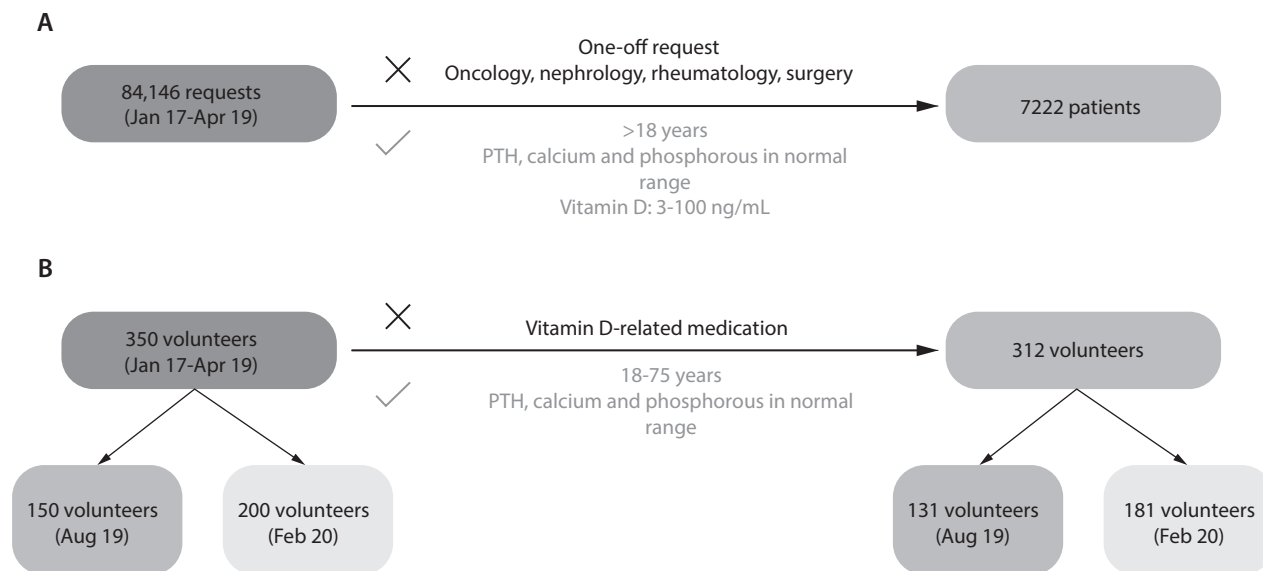 A
84,146 requests
(Jan 17-Apr 19)
One-off request
Oncology, nephrology, rheumatology, surgery
>18 years
PTH, calcium and phosphorous in normal
range
Vitamin D: 3-100 ng/mL
7222 patients
B
350 volunteers
(Jan 17-Apr 19)
Vitamin D-related medication
18-75 years
PTH, calcium and phosphorous in normal
range
312 volunteers
150 volunteers
(Aug 19)
200 volunteers
(Feb 20)
131 volunteers
(Aug 19)
181 volunteers
(Feb 20)